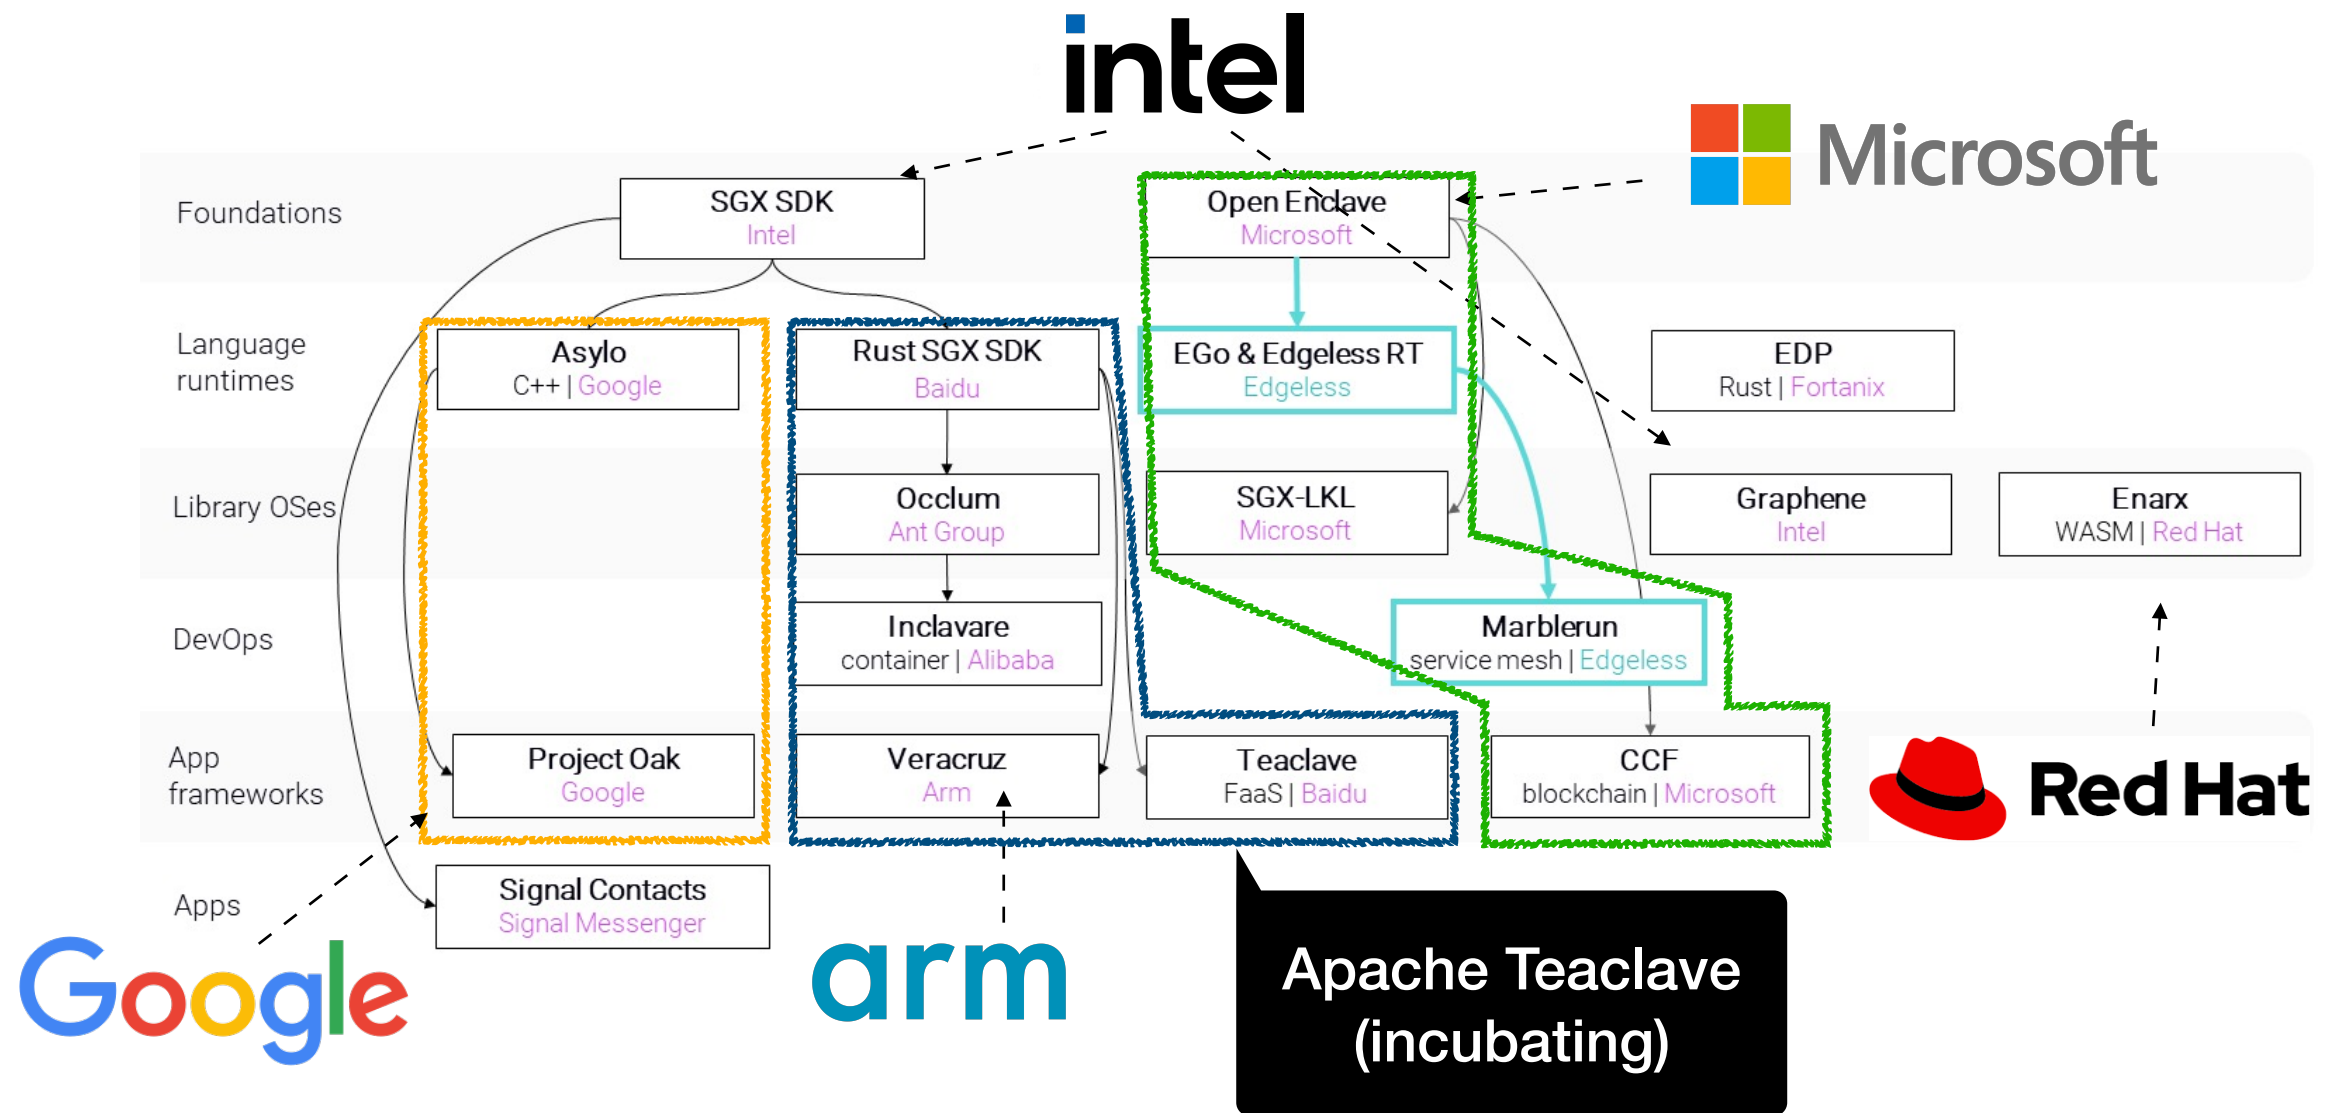 intel
Microsoft
Foundations
SGX SDK
Intel
Open Enclave
Microsoft
Language
runtimes
Asylo
C++ | Google
Rust SGX SDK
Baidu
EGo & Edgeless RT
Edgeless
EDP
Rust | Fortanix
Library OSes
Occlum
Ant Group
SGX-LKL
Microsoft
Graphene
Intel
Enarx
WASM | Red Hat
DevOps
Inclavare
container | Alibaba
Marblerun
service mesh | Edgeless
App
frameworks
Project Oak
Google
Veracruz
Arm
Teaclave
FaaS | Baidu
CCF
blockchain | Microsoft
Red Hat
Apps
Signal Contacts
Signal Messenger
Google
arm
Apache Teaclave
(incubating)